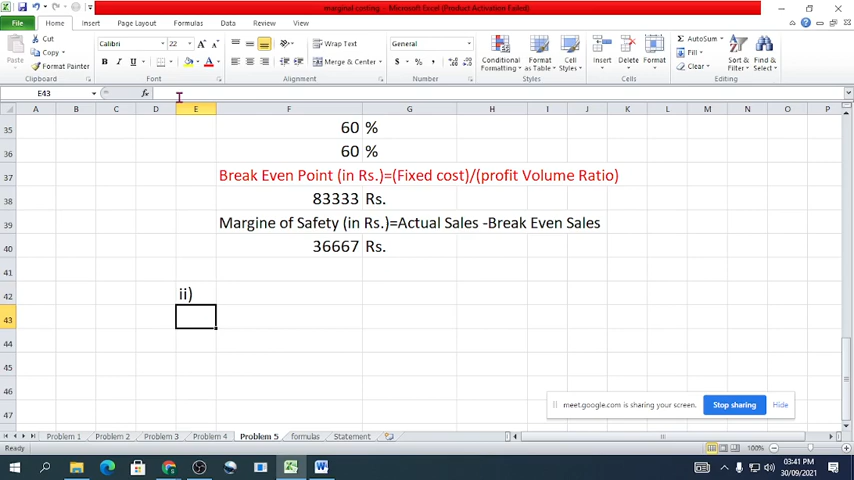 marginal costing - Microsoft Excel (Product Activation Failed)
File Home Insert Page Layout Formulas Data Review View
Paste Cut Copy Format Painter Clipboard
Calibri 22 B I U A A Font
Wrap Text Merge & Center Alignment
General $ % , Number
Conditional Formatting Format as Table Cell Styles Styles
Insert Delete Format Cells
AutoSum Fill Clear Sort & Filter Find & Select Editing
E43 fx
A B C D E F G H I J K L M N O P
35 60 %
36 60 %
37 Break Even Point (in Rs.)=(Fixed cost)/(profit Volume Ratio)
38 83333 Rs.
39 Margine of Safety (in Rs.)=Actual Sales -Break Even Sales
40 36667 Rs.
41
42 ii)
43
44
45
46
47
meet.google.com is sharing your screen. Stop sharing Hide
Problem 1 Problem 2 Problem 3 Problem 4 Problem 5 formulas Statement
Ready 100%
03:41 PM
30/09/2021